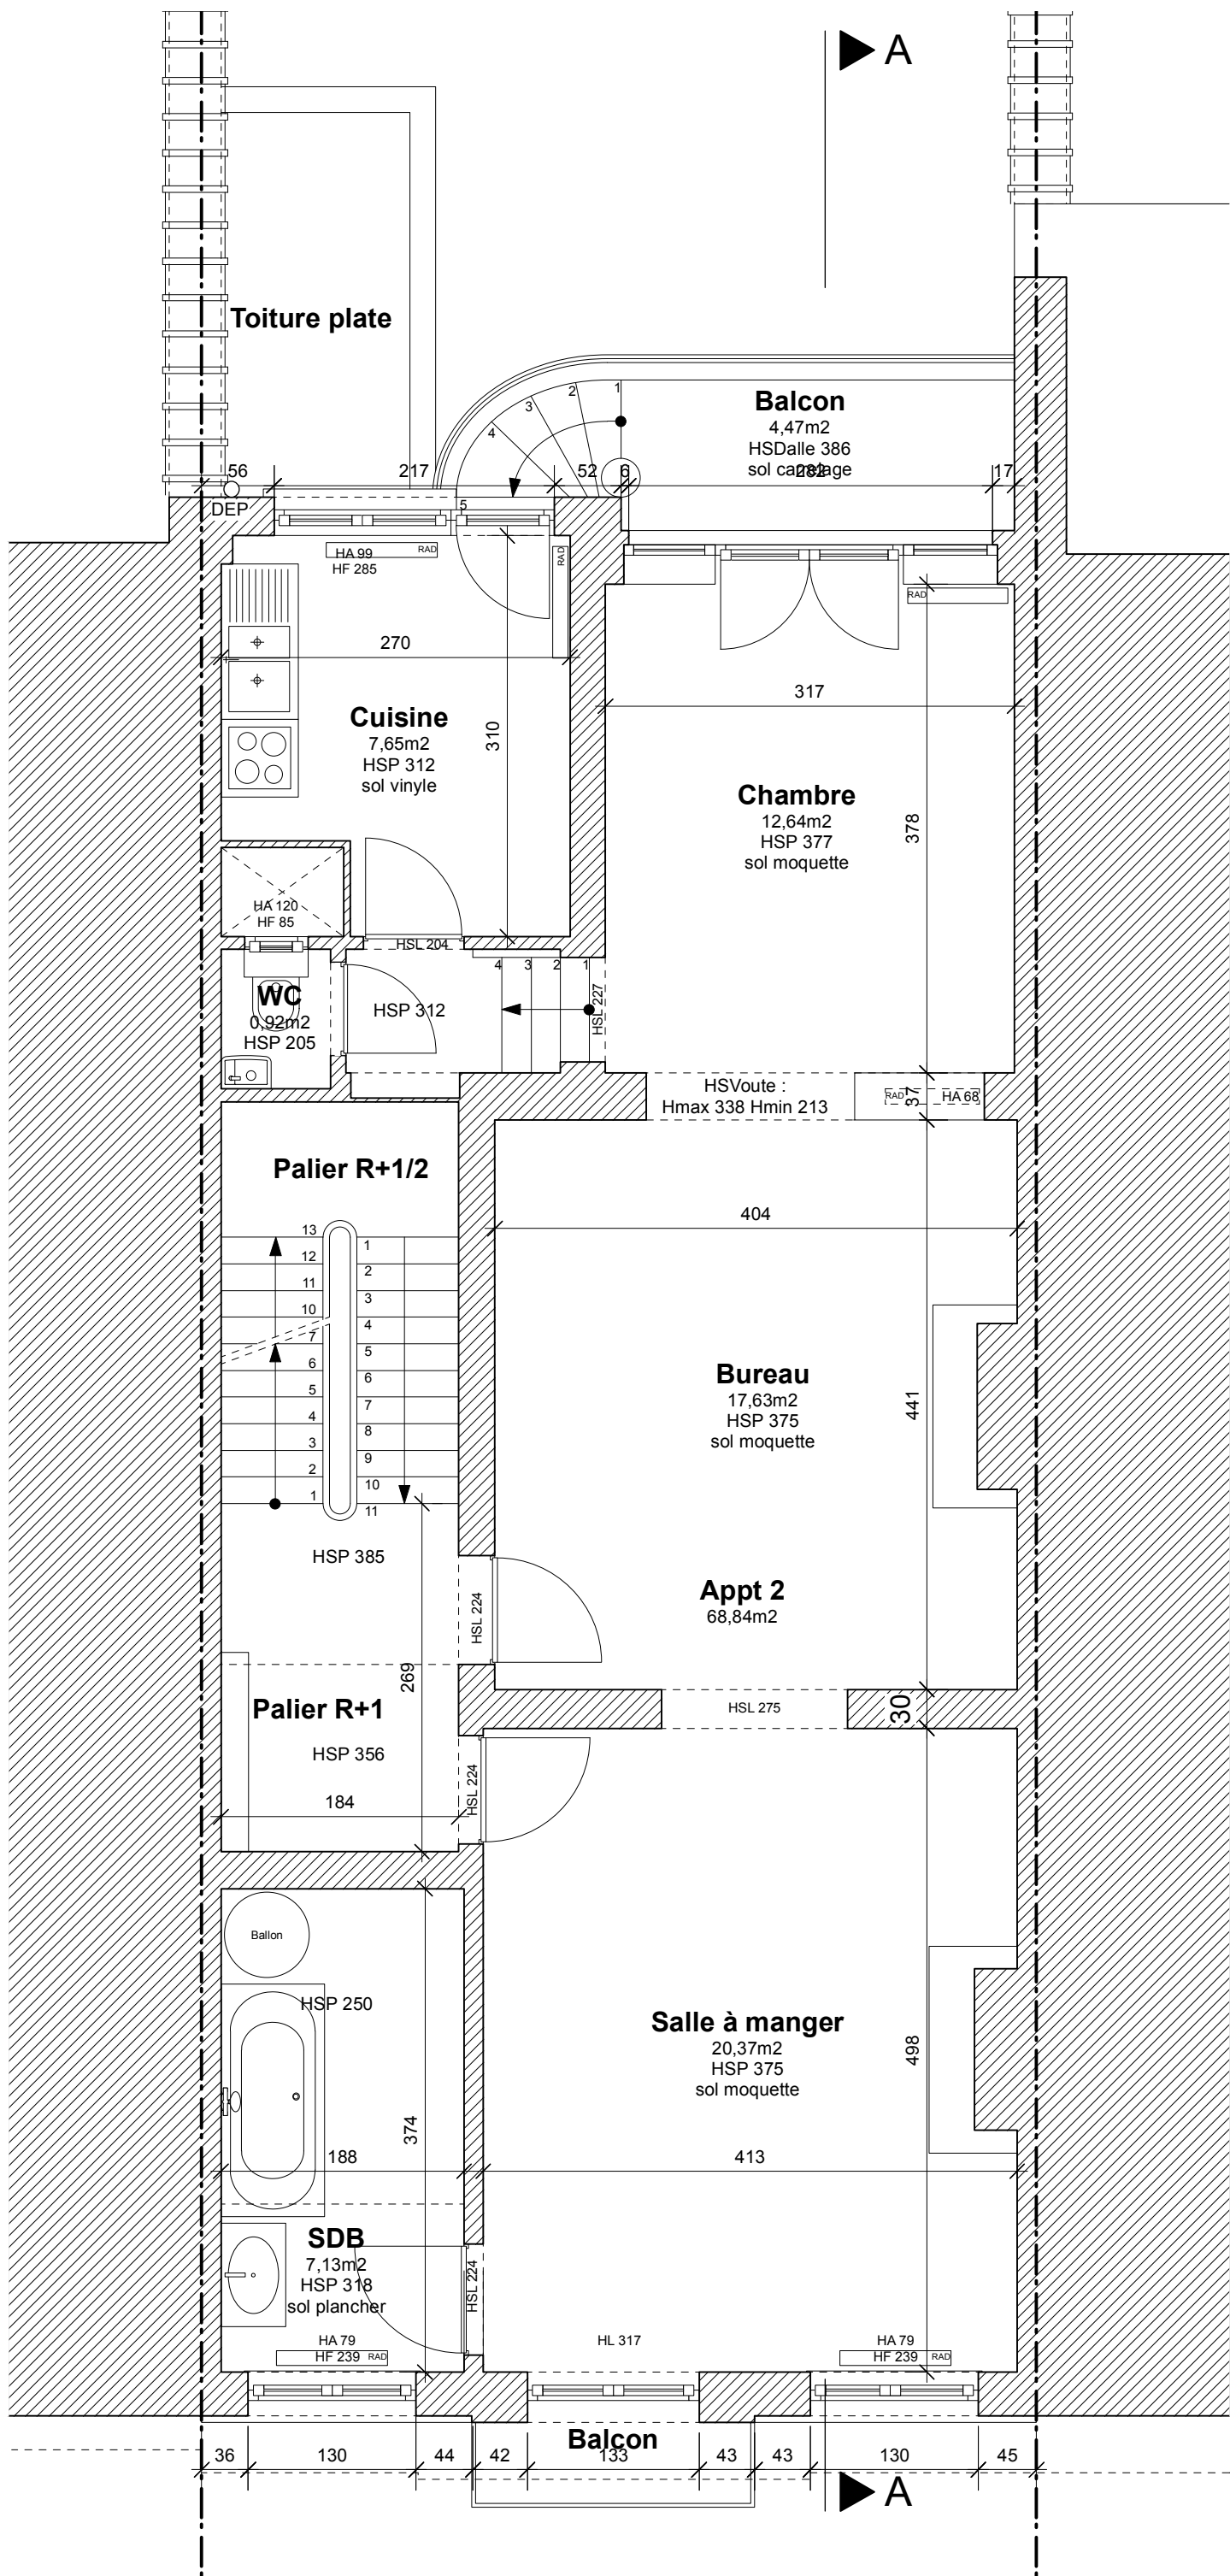 A
Toiture plate
Balcon
4,47m2
HSDalle 386
sol carrelage
56
217
52
6
282
17
DEP
1
2
3
4
5
HA 99
HF 285
RAD
RAD
RAD
270
310
317
378
Cuisine
7,65m2
HSP 312
sol vinyle
Chambre
12,64m2
HSP 377
sol moquette
HA 120
HF 85
HSL 204
4
3
2
1
HSL 227
WC
0,92m2
HSP 205
HSP 312
HSVoute :
Hmax 338 Hmin 213
RAD
37
HA 68
Palier R+1/2
404
13
12
11
10
7
6
5
4
3
2
1
1
2
3
4
5
6
7
8
9
10
11
Bureau
17,63m2
HSP 375
sol moquette
441
HSP 385
HSL 224
Appt 2
68,84m2
269
Palier R+1
HSP 356
184
HSL 275
30
HSL 224
Ballon
HSP 250
Salle à manger
20,37m2
HSP 375
sol moquette
498
374
188
413
SDB
7,13m2
HSP 318
sol plancher
HSL 224
HA 79
HF 239
RAD
HL 317
HA 79
HF 239
RAD
Balcon
36
130
44
42
133
43
43
130
45
A